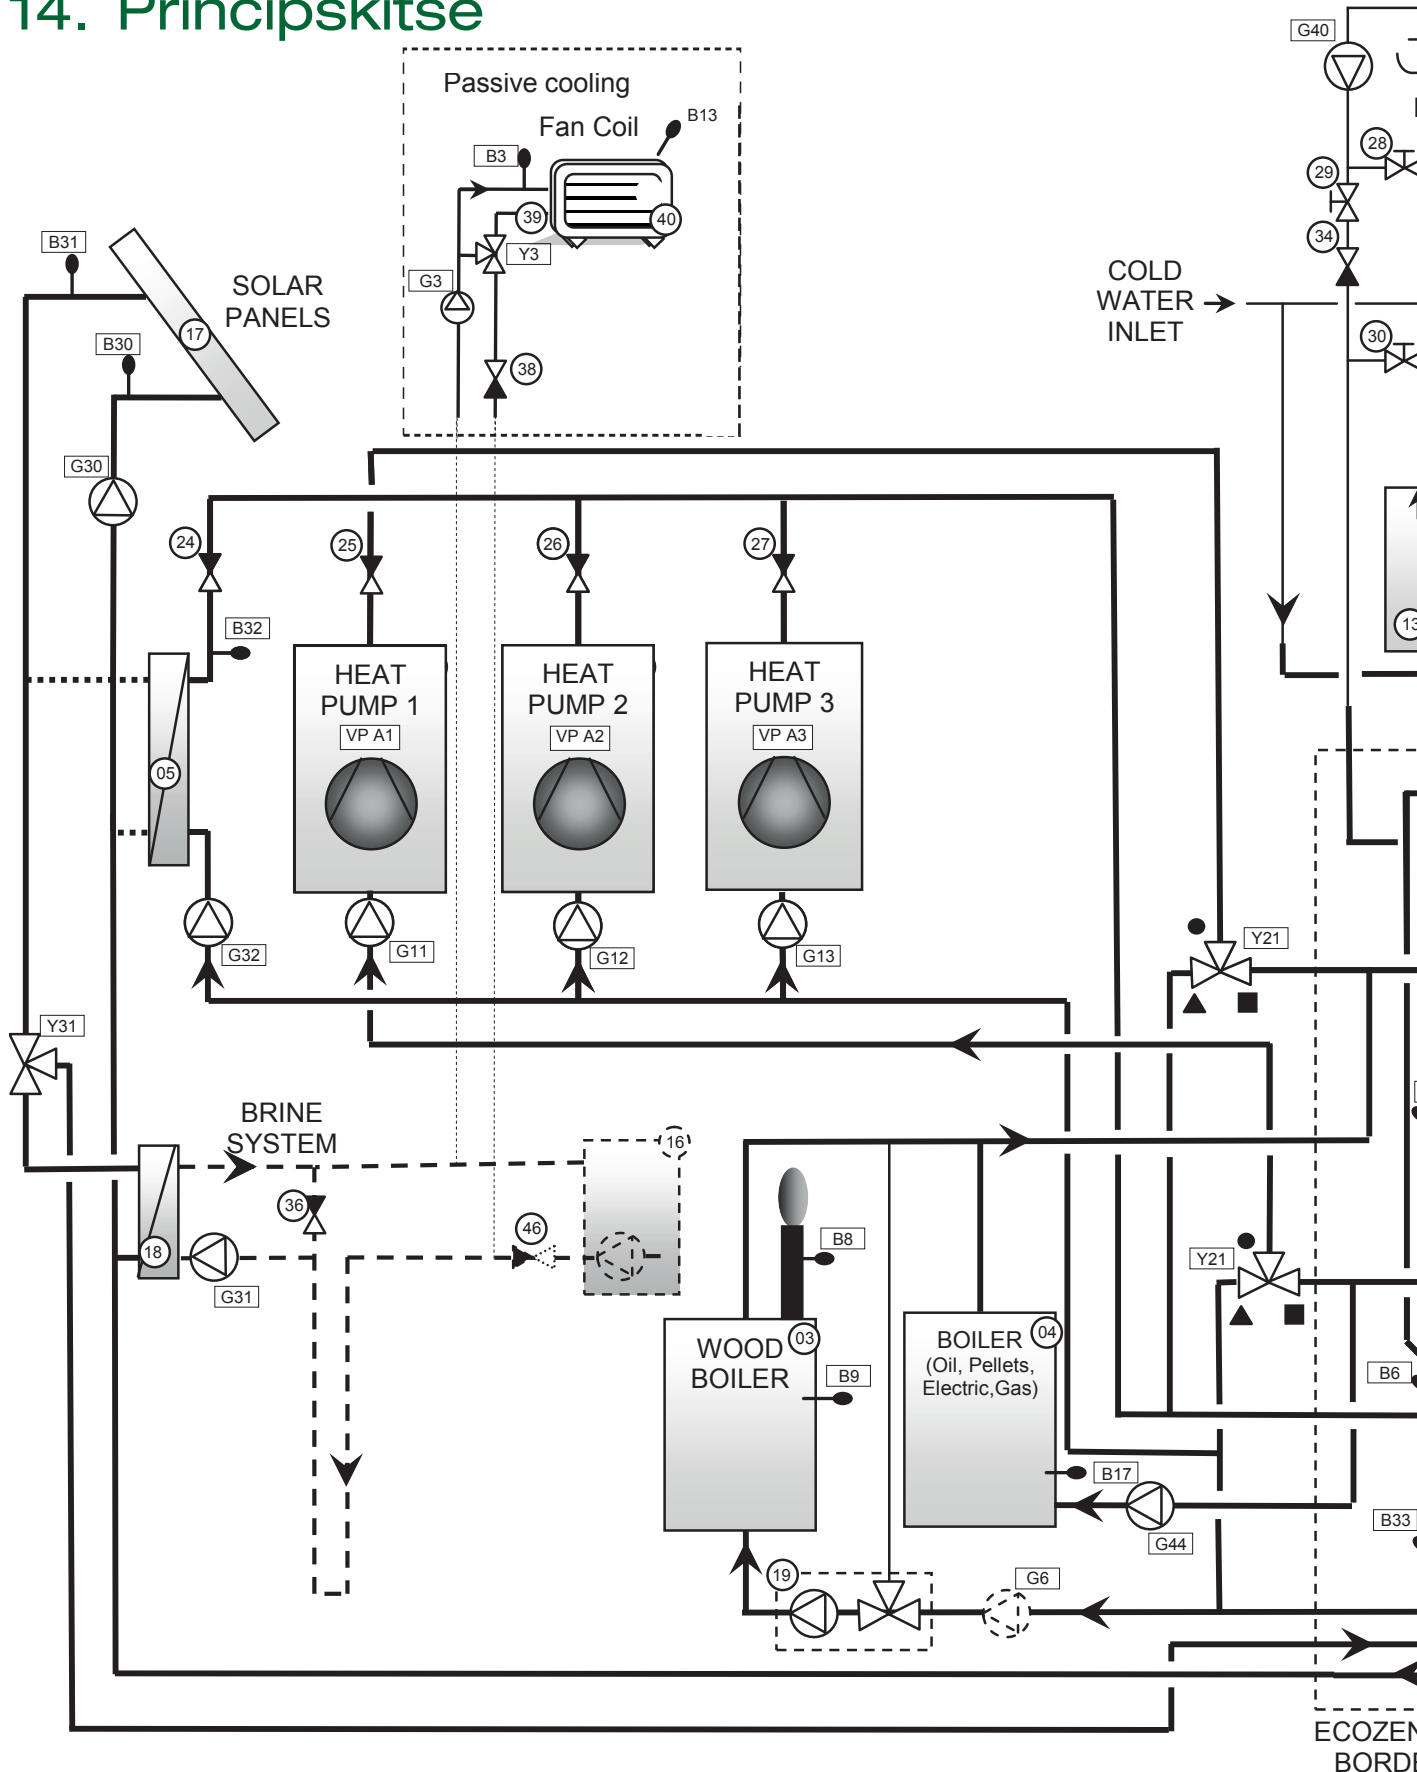 14. Principskitse
G40
Passive cooling
B13
Fan Coil
28
B3
29
39
40
B31
34
Y3
G3
SOLAR
PANELS
COLD
WATER
INLET
17
B30
30
38
G30
24
25
26
27
13
B32
HEAT
PUMP 1
VP A1
HEAT
PUMP 2
VP A2
HEAT
PUMP 3
VP A3
05
G32
G11
G12
G13
Y21
Y31
BRINE
SYSTEM
16
36
46
18
B8
Y21
G31
WOOD
BOILER
03
BOILER
(Oil, Pellets,
Electric,Gas)
04
B9
B6
B17
B33
G44
19
G6
ECOZEN
BORDE